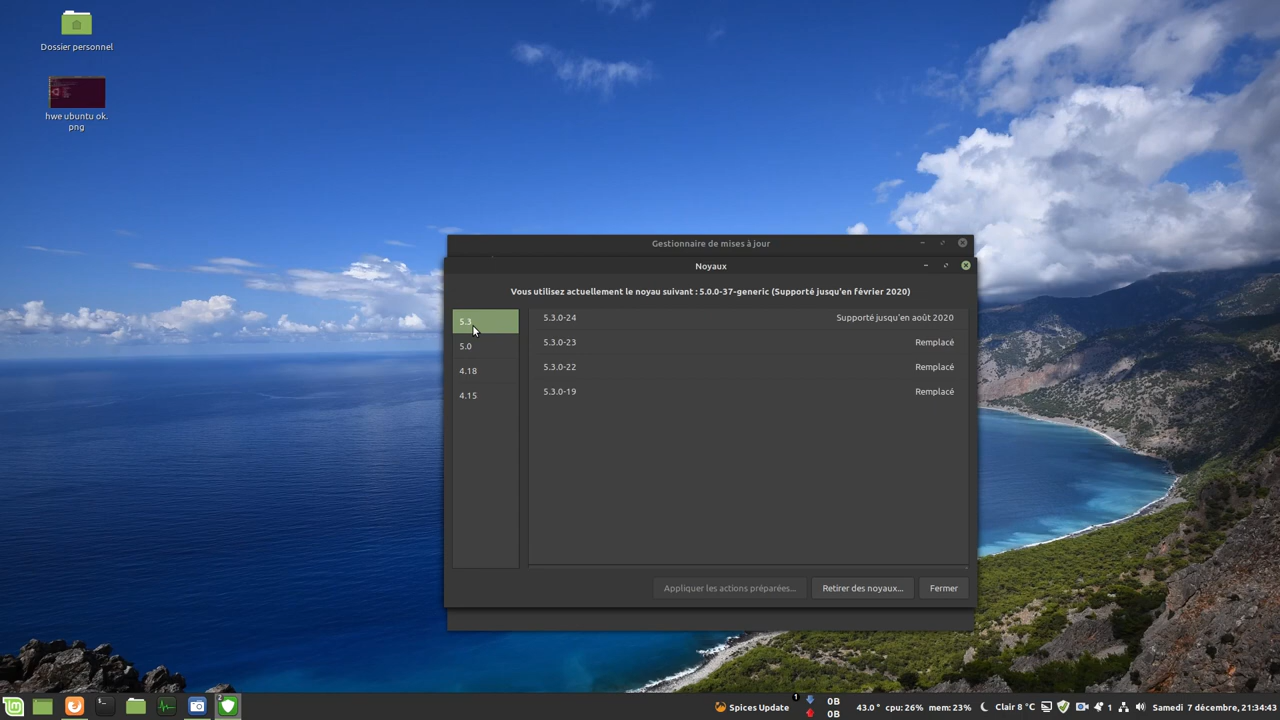 Dossier personnel
hwe ubuntu ok.
png
Gestionnaire de mises à jour
Noyaux
Vous utilisez actuellement le noyau suivant : 5.0.0-37-generic (Supporté jusqu'en février 2020)
5.3
5.0
4.18
4.15
5.3.0-24 Supporté jusqu'en août 2020
5.3.0-23 Remplacé
5.3.0-22 Remplacé
5.3.0-19 Remplacé
Appliquer les actions préparées... Retirer des noyaux... Fermer
2 Spices Update 1 0B 0B 43.0° cpu: 26% mem: 23% Clair 8 °C 1 Samedi 7 décembre, 21:34:43